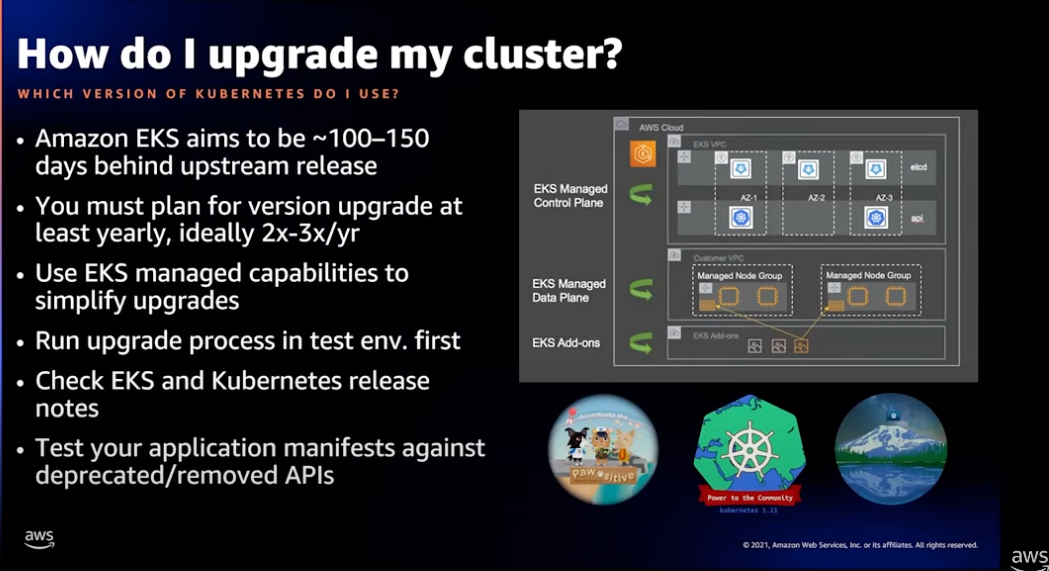 How do I upgrade my cluster?
WHICH VERSION OF KUBERNETES DO I USE?
• Amazon EKS aims to be ~100–150
days behind upstream release
• You must plan for version upgrade at
least yearly, ideally 2x-3x/yr
• Use EKS managed capabilities to
simplify upgrades
• Run upgrade process in test env. first
• Check EKS and Kubernetes release
notes
• Test your application manifests against
deprecated/removed APIs
AWS Cloud
EKS VPC
etcd
EKS Managed
Control Plane
AZ-1
AZ-2
AZ-3
api
Customer VPC
EKS Managed
Data Plane
Managed Node Group
Managed Node Group
EKS Add-ons
EKS Add-ons
Accentuate the
Paw sitive
Power to the Community
kubernetes 1.21
aws
© 2021, Amazon Web Services, Inc. or its affiliates. All rights reserved.
aws